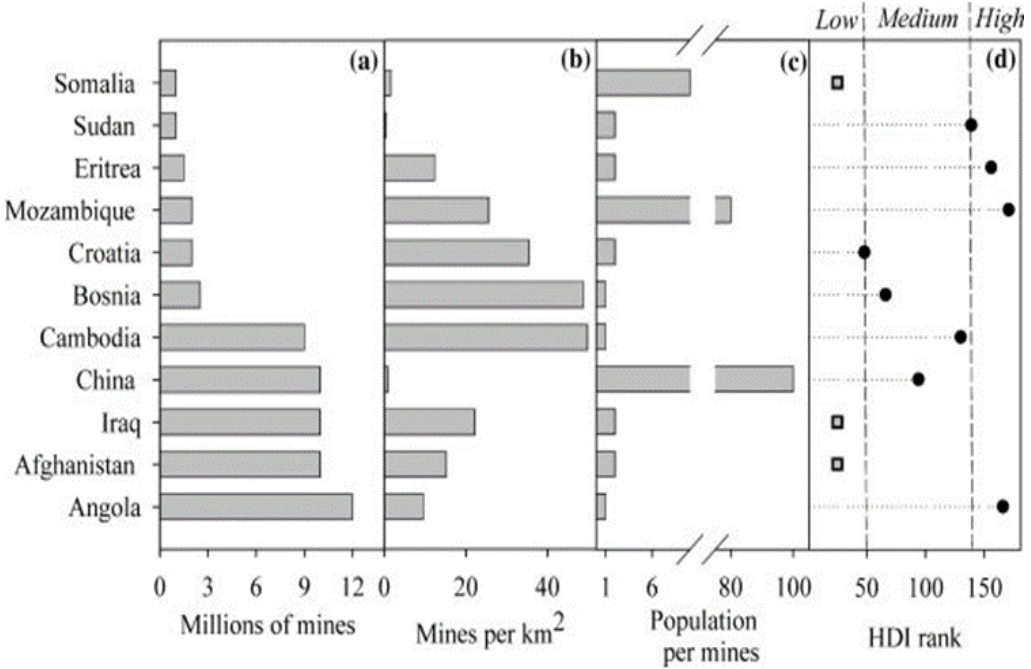 Low Medium High
(a) (b) (c) (d)
Somalia
Sudan
Eritrea
Mozambique
Croatia
Bosnia
Cambodia
China
Iraq
Afghanistan
Angola
0 3 6 9 12 0 20 40 1 6 80 100 50 100 150
Millions of mines
Mines per km2
Population
per mines
HDI rank